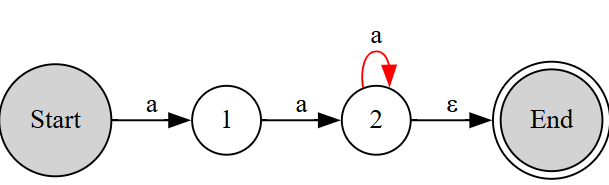 a
Start a 1 a 2 ε End